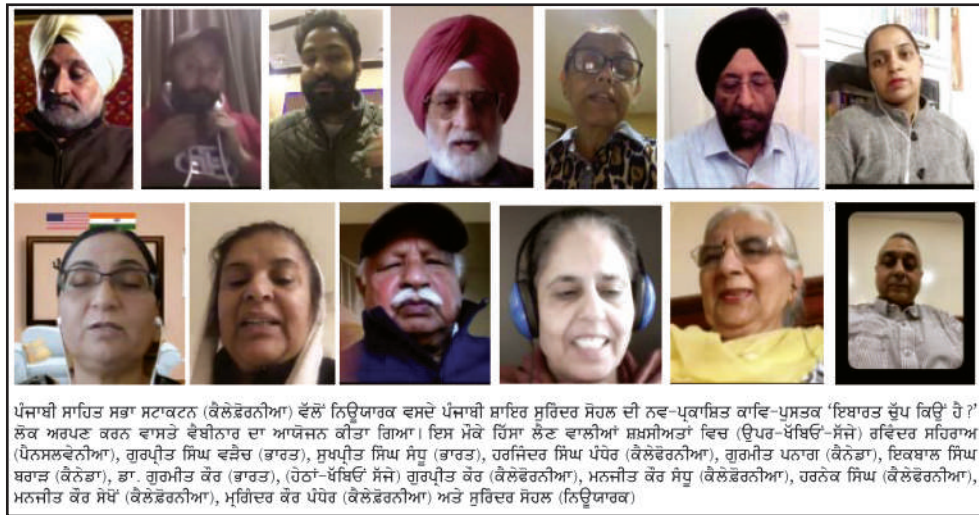 ਪੰਜਾਬੀ ਸਾਹਿਤ ਸਭਾ ਸਟਾਕਟਨ (ਕੈਲੇਫ਼ੋਰਨੀਆ) ਵੱਲੋਂ ਨਿਊਯਾਰਕ ਵਸਦੇ ਪੰਜਾਬੀ ਸ਼ਾਇਰ ਸੁਰਿੰਦਰ ਸੋਹਲ ਦੀ ਨਵ-ਪ੍ਰਕਾਸ਼ਿਤ ਕਾਵਿ-ਪੁਸਤਕ ‘ਇਬਾਰਤ ਚੁੱਪ ਕਿਉਂ ਹੈ ?’
ਲੋਕ ਅਰਪਣ ਕਰਨ ਵਾਸਤੇ ਵੈਬੀਨਾਰ ਦਾ ਆਯੋਜਨ ਕੀਤਾ ਗਿਆ। ਇਸ ਮੌਕੇ ਹਿੱਸਾ ਲੈਣ ਵਾਲੀਆਂ ਸ਼ਖ਼ਸੀਅਤਾਂ ਵਿਚ (ਉਪਰ-ਖੱਬਿਓਂ-ਸੱਜੇ) ਰਵਿੰਦਰ ਸਹਿਰਾਅ
(ਪੈਨਸਲਵੇਨੀਆ), ਗੁਰਪ੍ਰੀਤ ਸਿੰਘ ਵੜੈਚ (ਭਾਰਤ), ਸੁਖਪ੍ਰੀਤ ਸਿੰਘ ਸੰਧੂ (ਭਾਰਤ), ਹਰਜਿੰਦਰ ਸਿੰਘ ਪੰਧੇਰ (ਕੈਲੇਫੋਰਨੀਆ), ਗੁਰਮੀਤ ਪਨਾਗ (ਕੈਨੇਡਾ), ਇਕਬਾਲ ਸਿੰਘ
ਬਰਾੜ (ਕੈਨੇਡਾ), ਡਾ. ਗੁਰਮੀਤ ਕੌਰ (ਭਾਰਤ), (ਹੇਠਾਂ-ਖੱਬਿਓਂ ਸੱਜੇ) ਗੁਰਪ੍ਰੀਤ ਕੌਰ (ਕੈਲੇਫੋਰਨੀਆ), ਮਨਜੀਤ ਕੌਰ ਸੰਧੂ (ਕੈਲੇਫ਼ੋਰਨੀਆ), ਹਰਨੇਕ ਸਿੰਘ (ਕੈਲੇਫੋਰਨੀਆ),
ਮਨਜੀਤ ਕੌਰ ਸੇਖੋਂ (ਕੈਲੇਫ਼ੋਰਨੀਆ), ਮ੍ਰਗਿੰਦਰ ਕੌਰ ਪੰਧੇਰ (ਕੈਲੇਫ਼ੋਰਨੀਆ) ਅਤੇ ਸੁਰਿੰਦਰ ਸੋਹਲ (ਨਿਊਯਾਰਕ)